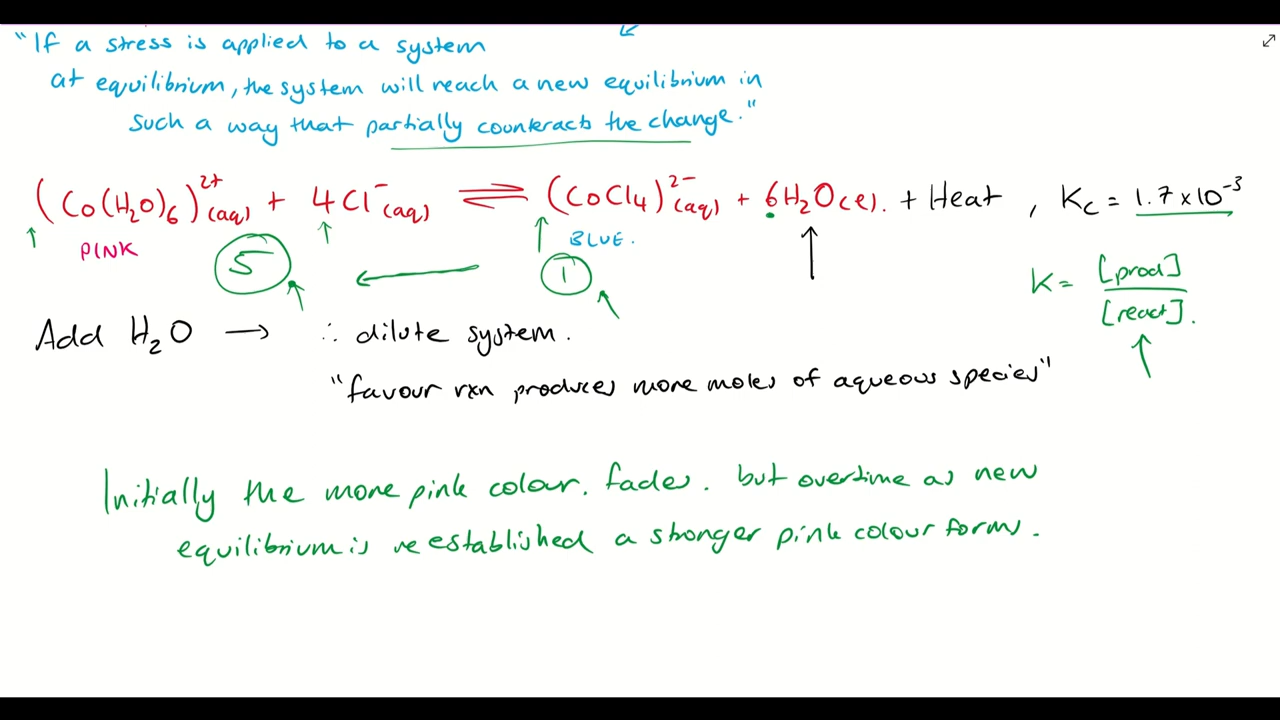 "If a stress is applied to a system
at equilibrium, the system will reach a new equilibrium in
such a way that partially counteracts the change."
(Co(H₂O)₆)²⁺(aq) + 4Cl⁻(aq) ⇌ (CoCl₄)²⁻(aq) + 6H₂O(l). + Heat , Kc = 1.7 x 10⁻³
PINK BLUE.
5 ← 1 K = [prod]/[react].
Add H₂O → ∴ dilute system.
"favour rxn produces more moles of aqueous species"
Initially the more pink colour. fades. but overtime as new
equilibrium is re established a stronger pink colour forms.